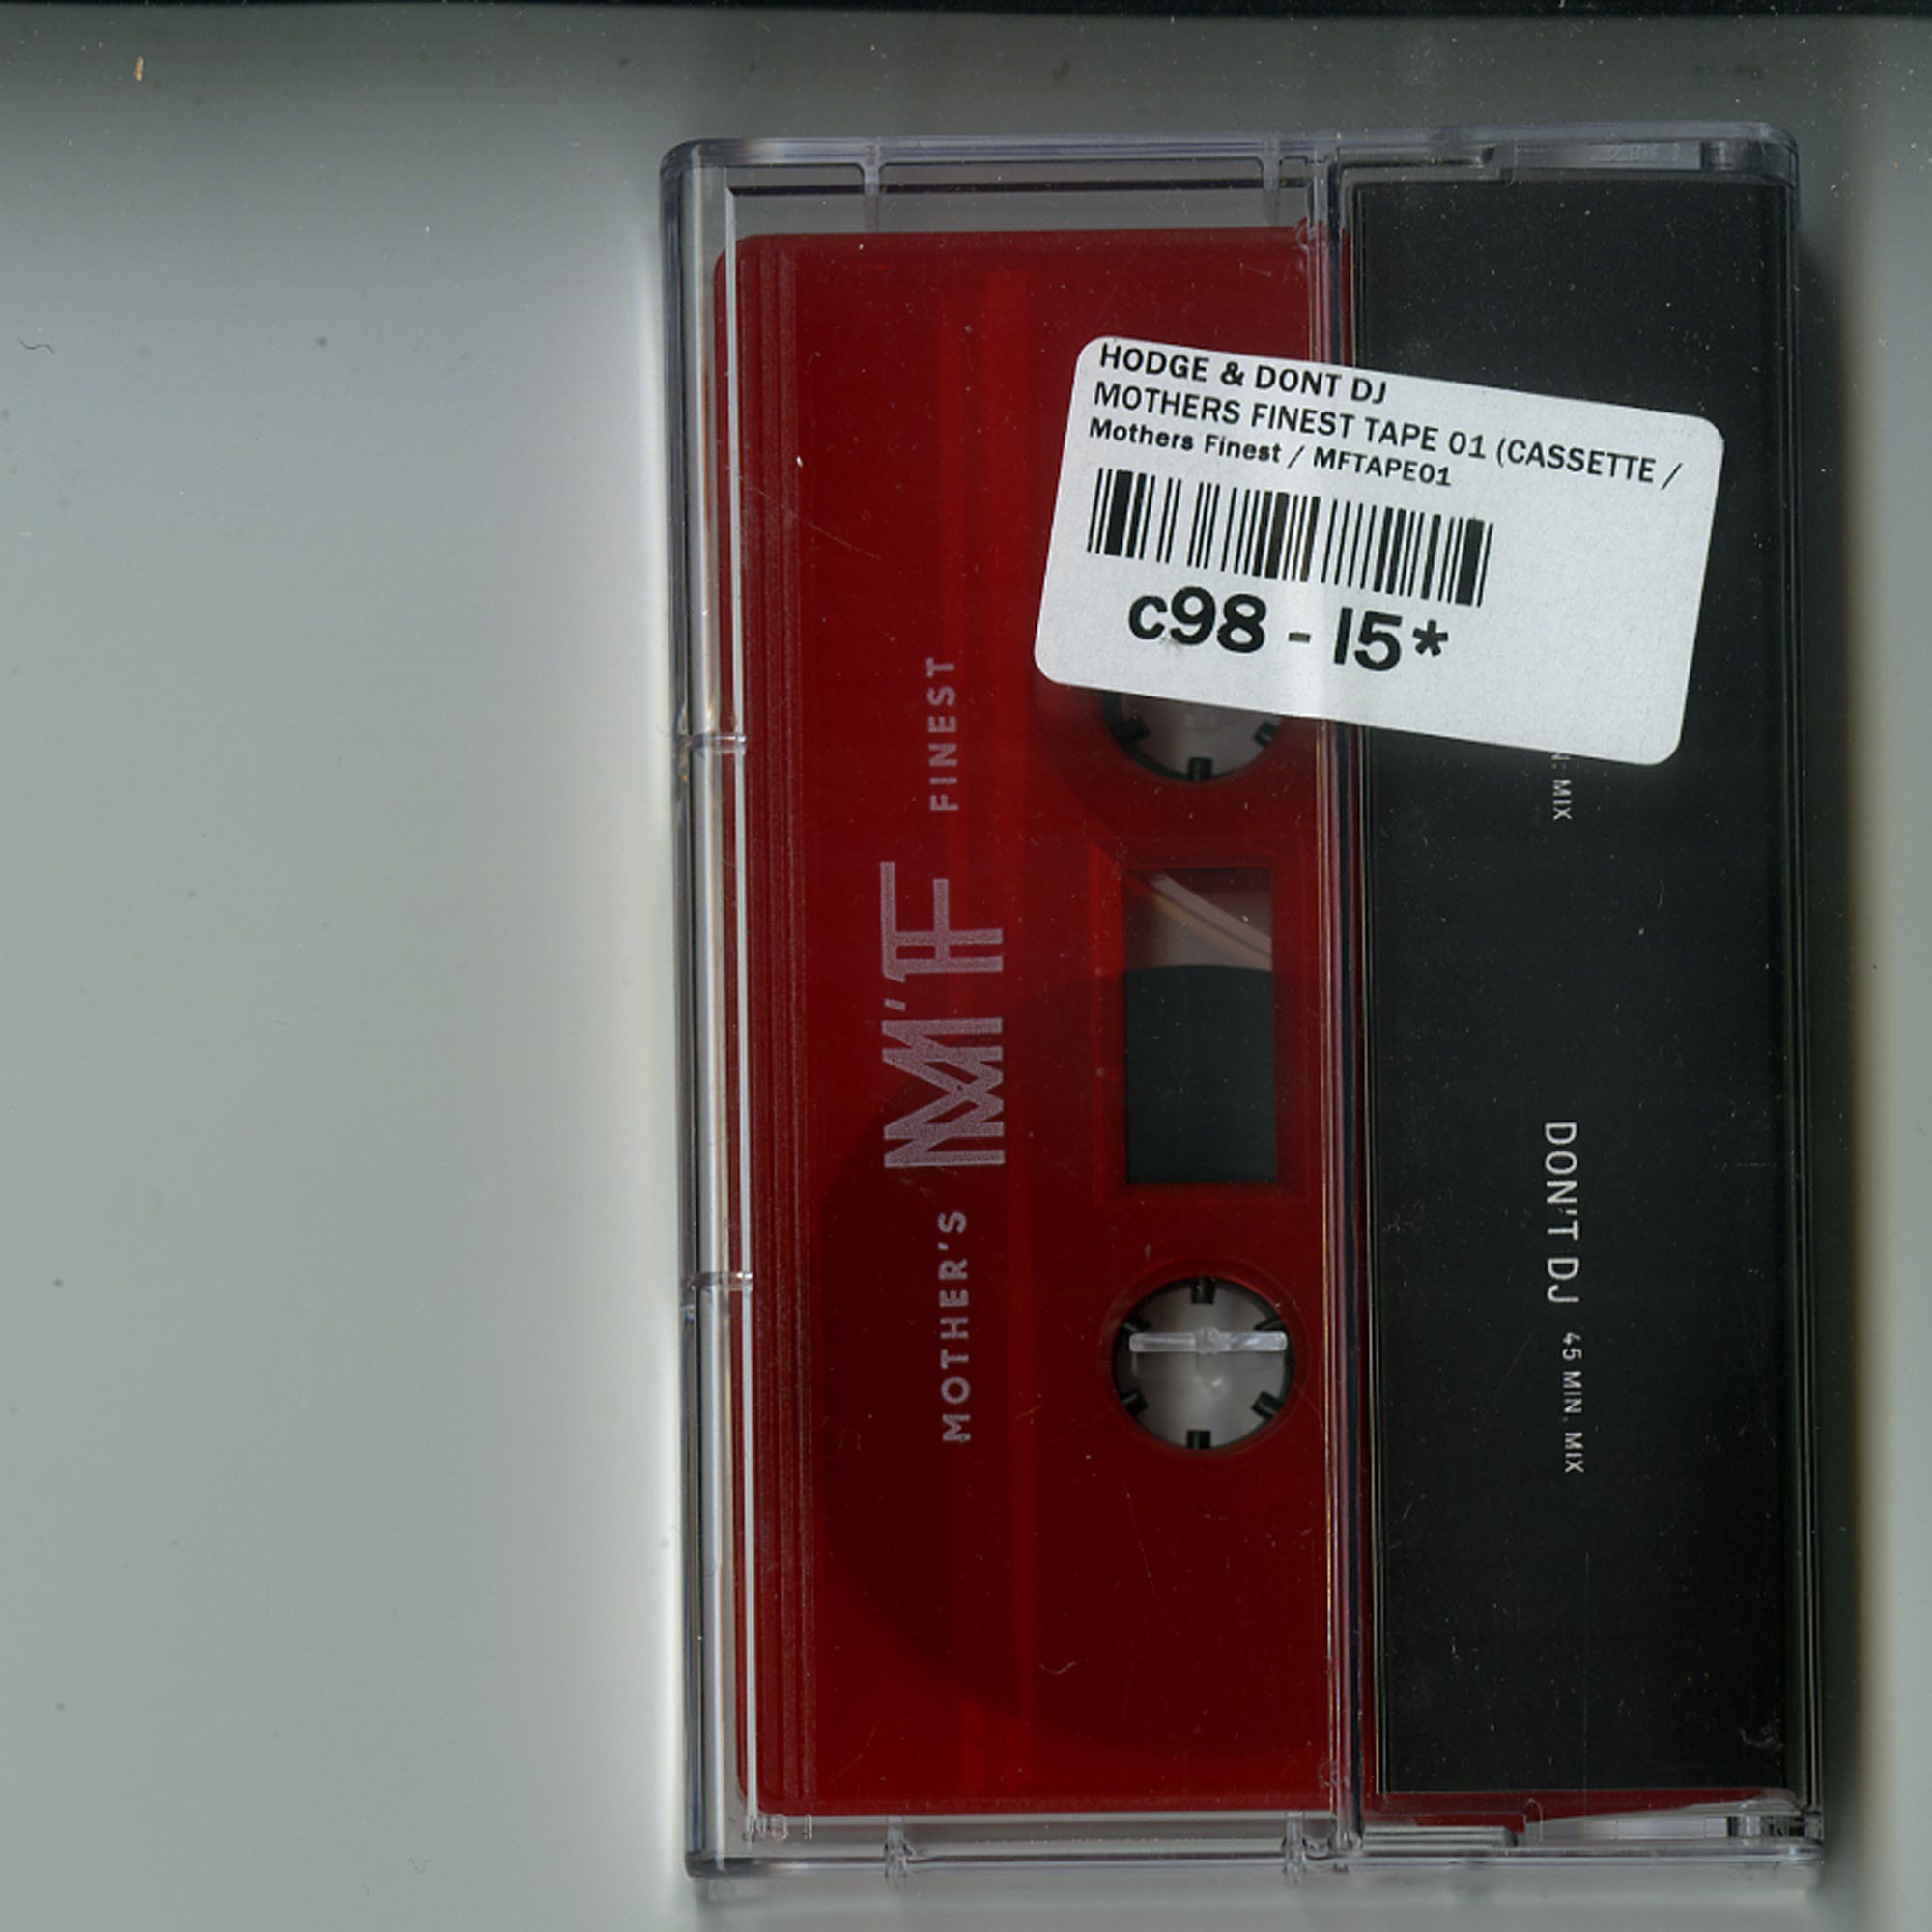 HODGE & DONT DJ
MOTHERS FINEST TAPE 01 (CASSETTE /
Mothers Finest / MFTAPE01
c98 - 15*
MOTHER'S M'F FINEST
MIX
DON'T DJ 45 MIN. MIX